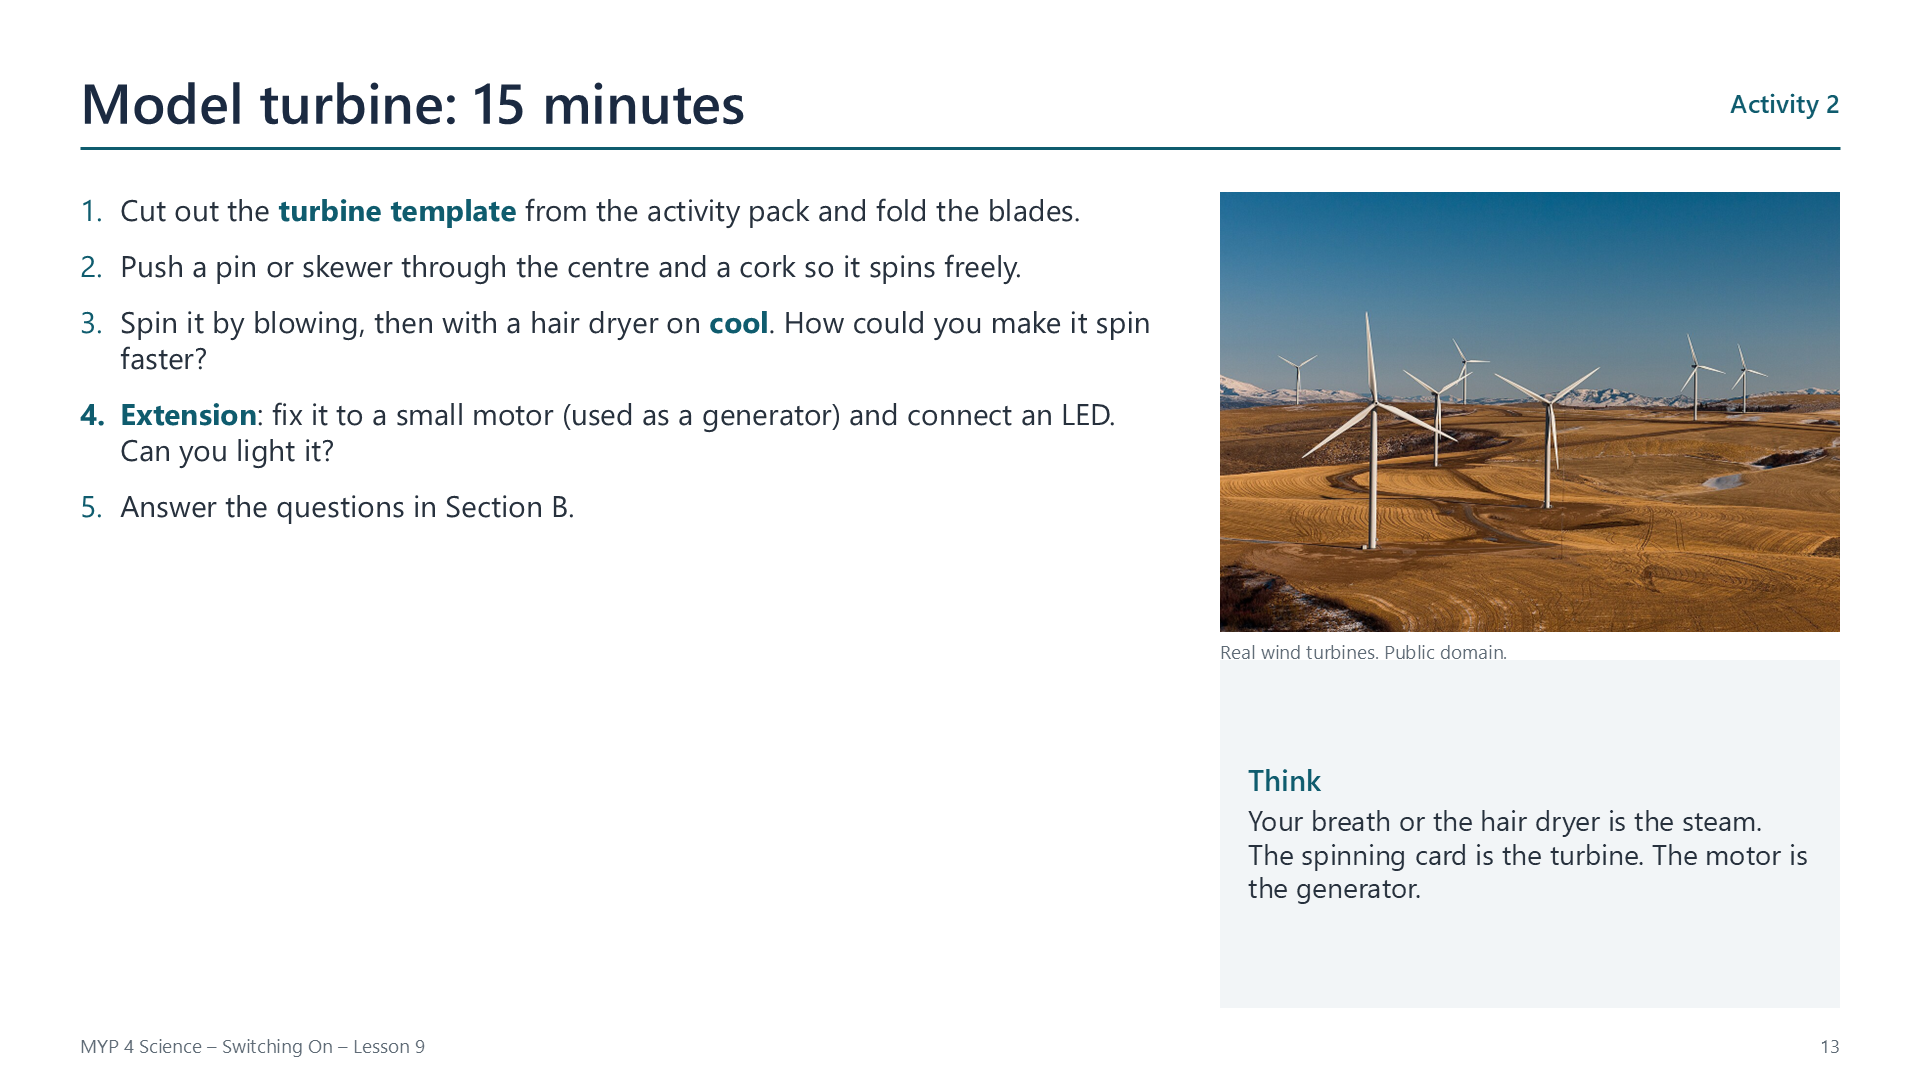 Model turbine: 15 minutes
Activity 2
1. Cut out the turbine template from the activity pack and fold the blades.
2. Push a pin or skewer through the centre and a cork so it spins freely.
3. Spin it by blowing, then with a hair dryer on cool. How could you make it spin
faster?
4. Extension: fix it to a small motor (used as a generator) and connect an LED.
Can you light it?
5. Answer the questions in Section B.
Real wind turbines. Public domain.
Think
Your breath or the hair dryer is the steam.
The spinning card is the turbine. The motor is
the generator.
MYP 4 Science – Switching On – Lesson 9
13